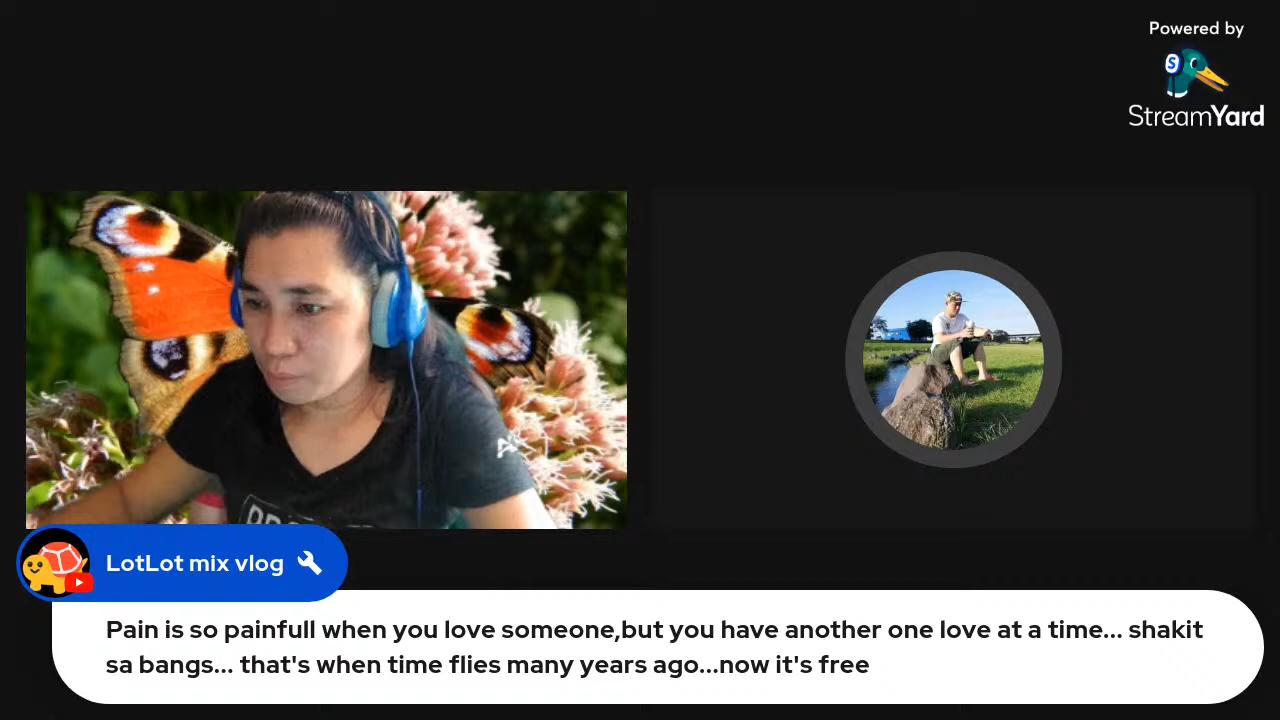 Powered by
StreamYard
LotLot mix vlog
Pain is so painfull when you love someone,but you have another one love at a time... shakit
sa bangs... that's when time flies many years ago...now it's free